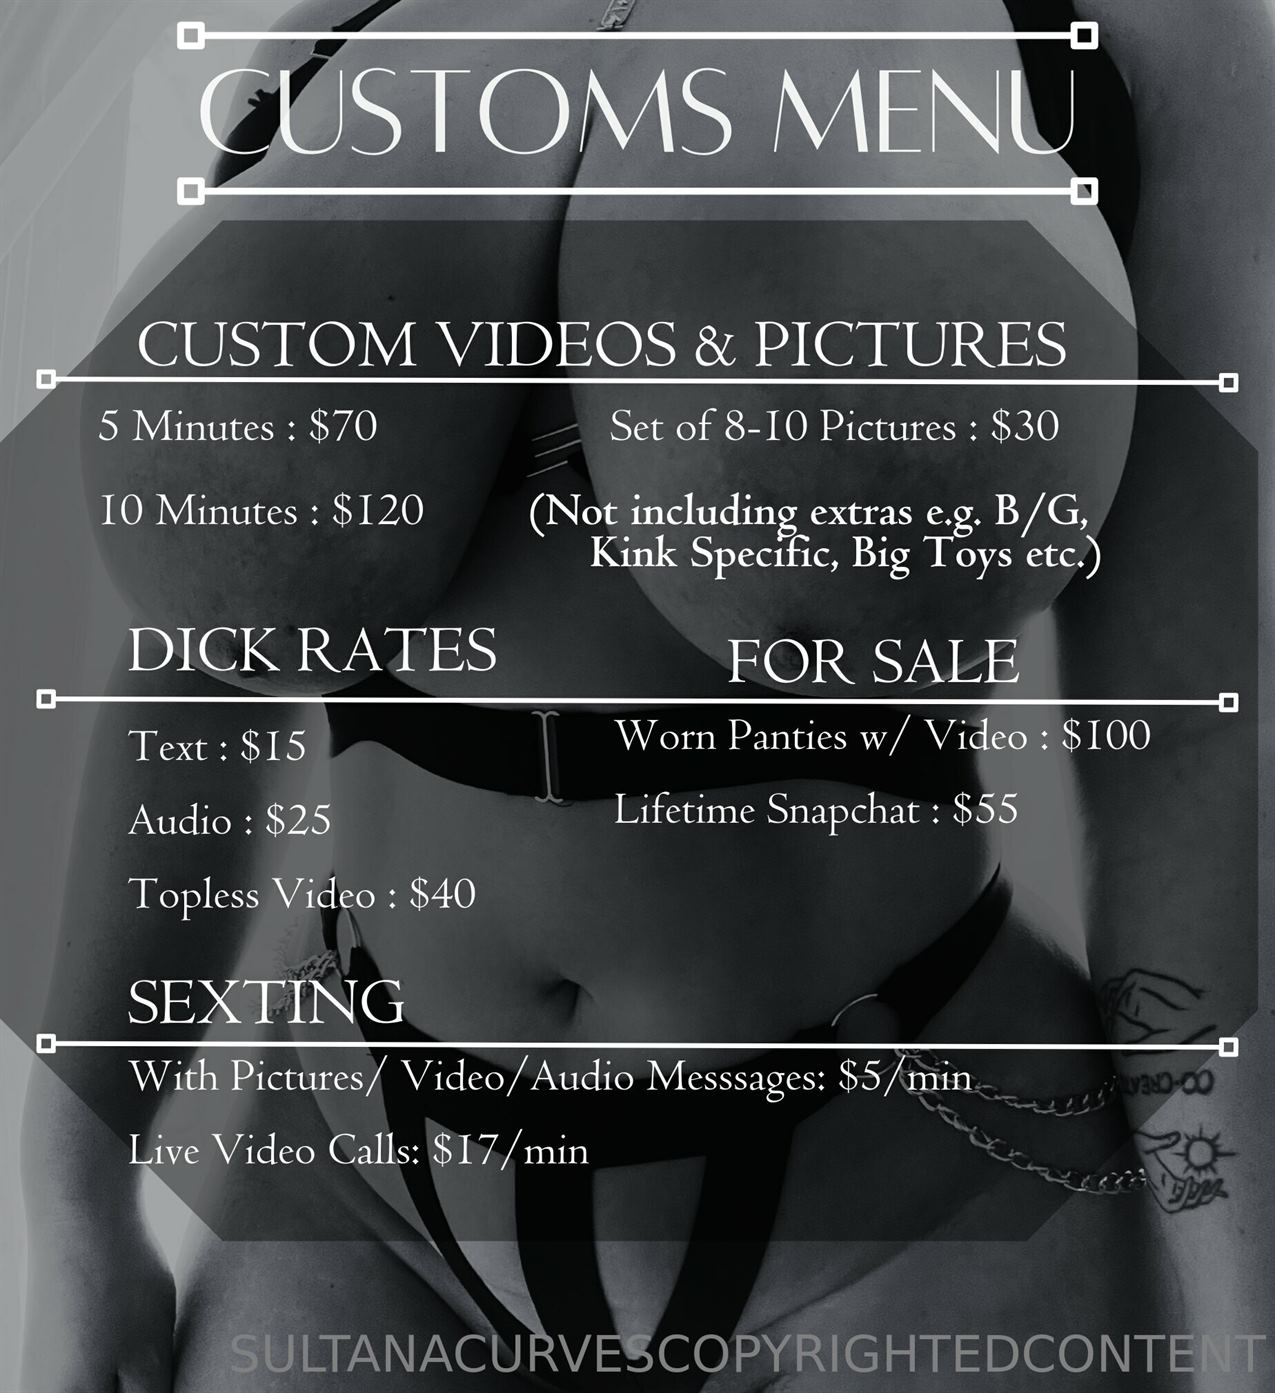 CUSTOMS MENU
CUSTOM VIDEOS & PICTURES
5 Minutes : $70
10 Minutes : $120
Set of 8-10 Pictures : $30
(Not including extras e.g. B/G,
Kink Specific, Big Toys etc.)
DICK RATES
Text : $15
Audio : $25
Topless Video : $40
FOR SALE
Worn Panties w/ Video : $100
Lifetime Snapchat : $55
SEXTING
With Pictures/ Video/Audio Messsages: $5/min
Live Video Calls: $17/min
SULTANACURVESCOPYRIGHTEDCONTENT